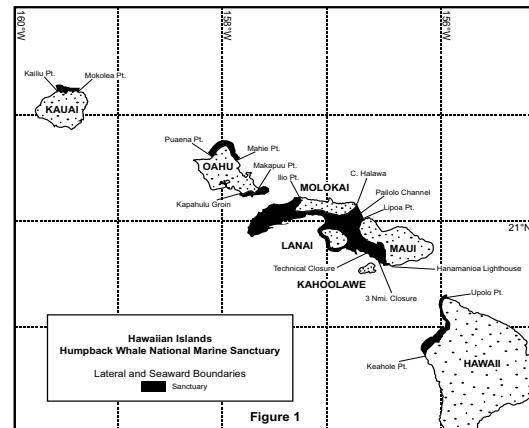 160°W
158°W
156°W
Kailiu Pt.
Mokolea Pt.
KAUAI
Puaena Pt.
Mahie Pt.
OAHU
Makapuu Pt.
Ilio Pt.
C. Halawa
MOLOKAI
Pailolo Channel
Kapahulu Groin
Lipoa Pt.
21°N
LANAI
MAUI
Technical Closure
Hanamanioa Lighthouse
KAHOOLAWE
3 Nmi. Closure
Upolo Pt.
Hawaiian Islands
Humpback Whale National Marine Sanctuary
Lateral and Seaward Boundaries
Sanctuary
Keahole Pt.
HAWAII
Figure 1